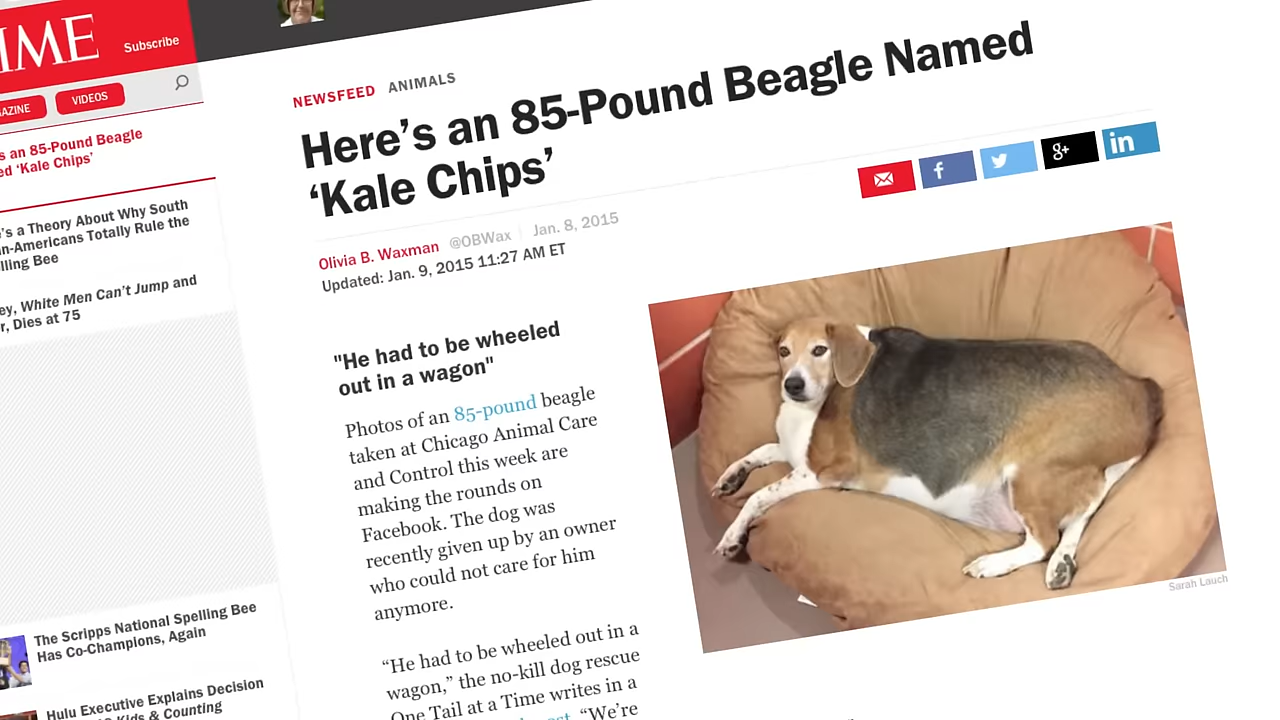 Subscribe
VIDEOS
an 85-Pound Beagle
'Kale Chips'
a Theory About Why South
Totally Rule the
Bee
White Men Can't Jump and
Dies at 75
The Scripps National Spelling Bee
Has Co-Champions, Again
Hulu Executive Explains Decision
Kids & Counting
NEWSFEED ANIMALS
Here's an 85-Pound Beagle Named
'Kale Chips'
f
g+
in
Olivia B. Waxman @OBWax Jan. 8, 2015
Updated: Jan. 9, 2015 11:27 AM ET
"He had to be wheeled
out in a wagon"
Photos of an 85-pound beagle
taken at Chicago Animal Care
and Control this week are
making the rounds on
Facebook. The dog was
recently given up by an owner
who could not care for him
anymore.
"He had to be wheeled out in a
wagon," the no-kill dog rescue
One Tail at a Time writes in a
"We're
Sarah Lauch